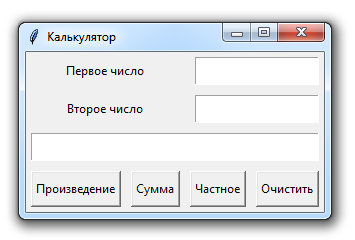 Калькулятор
Первое число
Второе число
Произведение Сумма Частное Очистить